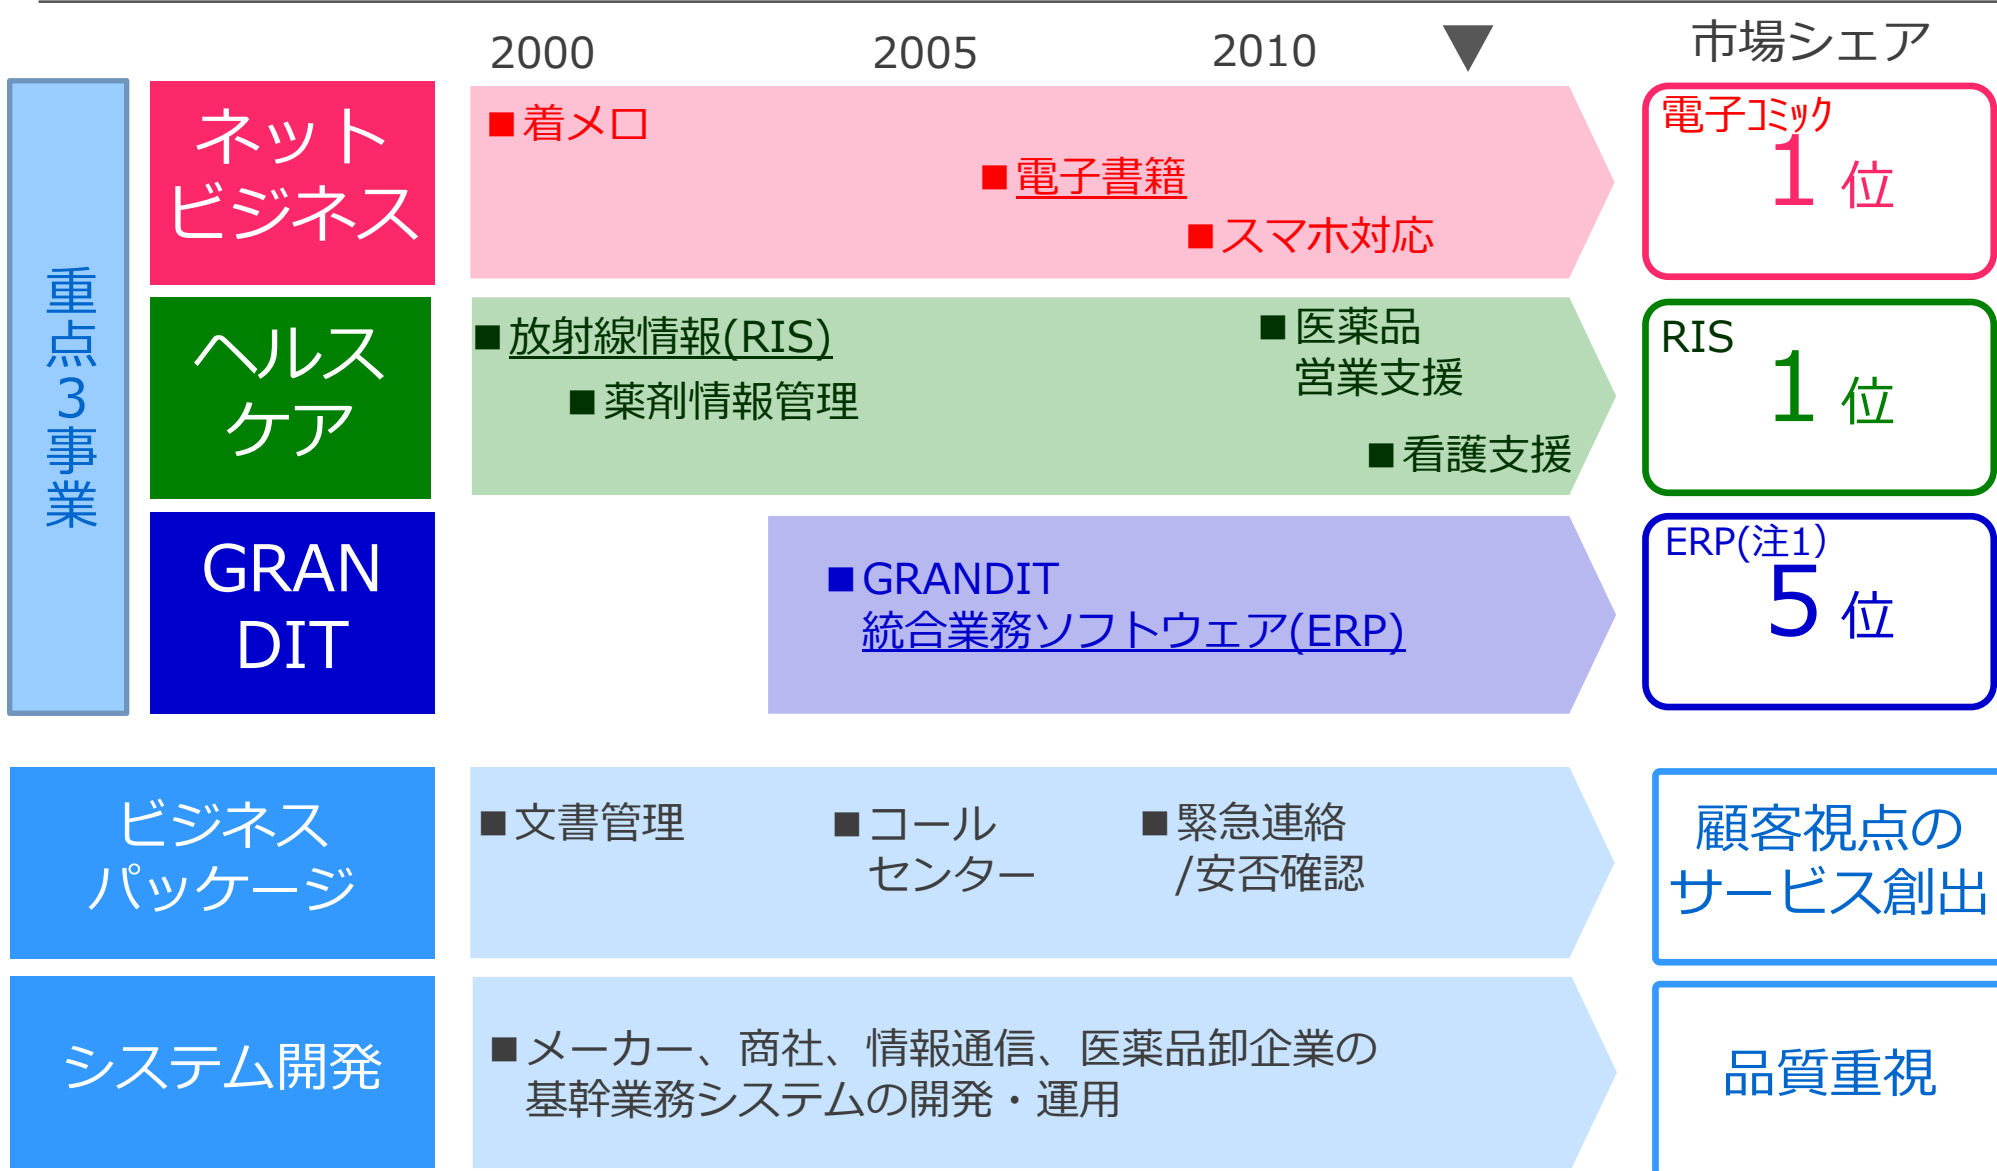 2000
2005
2010
▼
市場シェア
重点3事業
ネット
ビジネス
■着メロ
■電子書籍
■スマホ対応
電子コミック
1位
ヘルス
ケア
■放射線情報(RIS)
■薬剤情報管理
■医薬品
営業支援
■看護支援
RIS
1位
GRAN
DIT
■GRANDIT
統合業務ソフトウェア(ERP)
ERP(注1)
5位
ビジネス
パッケージ
■文書管理
■コール
センター
■緊急連絡
/安否確認
顧客視点の
サービス創出
システム開発
■メーカー、商社、情報通信、医薬品卸企業の
基幹業務システムの開発・運用
品質重視